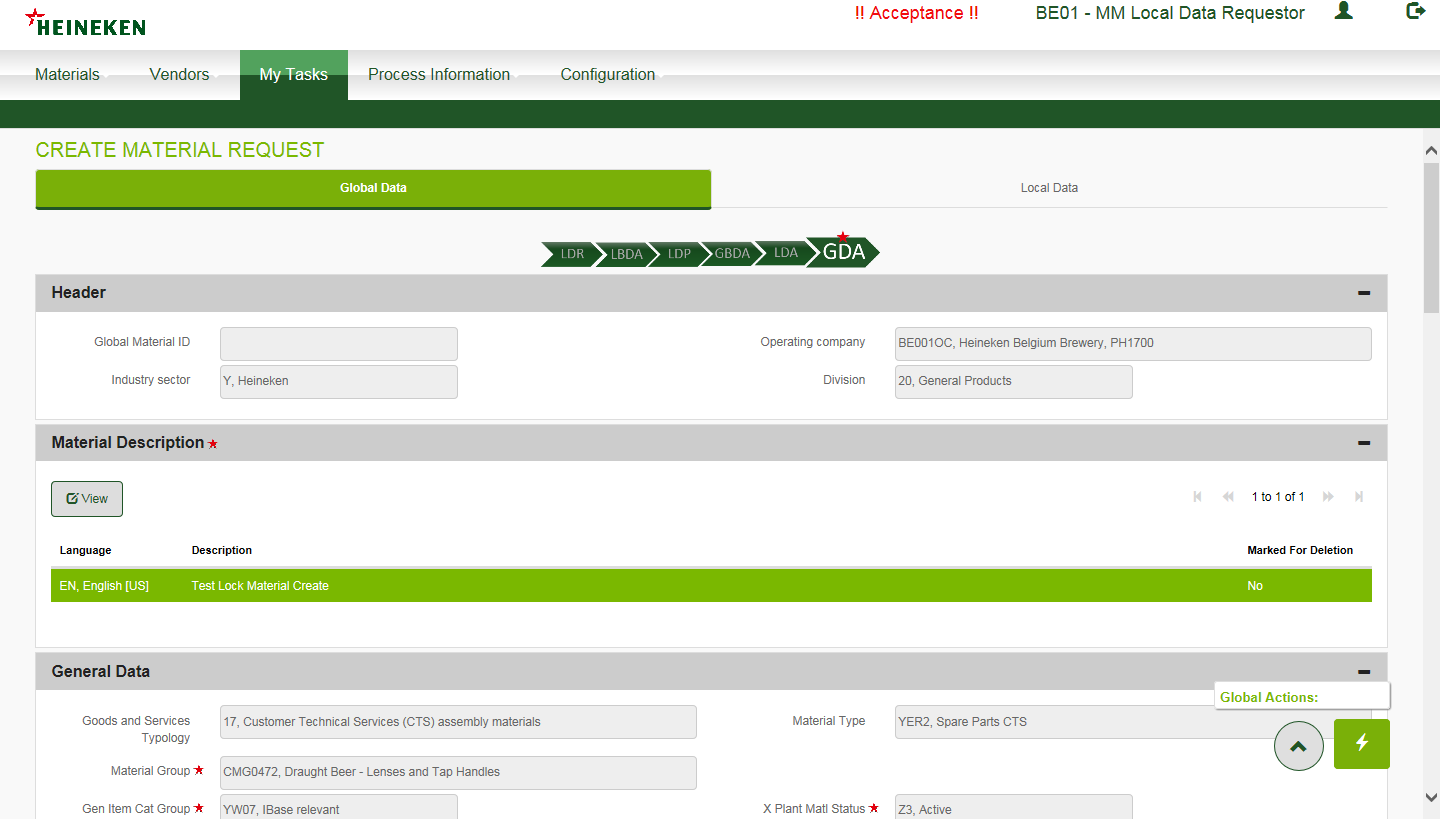 HEINEKEN
!! Acceptance !!
BE01 - MM Local Data Requestor
Materials
Vendors
My Tasks
Process Information
Configuration
CREATE MATERIAL REQUEST
Global Data
Local Data
LDR
LBDA
LDP
GBDA
LDA
GDA
Header
Global Material ID
Operating company
BE001OC, Heineken Belgium Brewery, PH1700
Industry sector
Y, Heineken
Division
20, General Products
Material Description
View
1 to 1 of 1
Language
Description
Marked For Deletion
EN, English [US]
Test Lock Material Create
No
General Data
Global Actions:
Goods and Services
Typology
17, Customer Technical Services (CTS) assembly materials
Material Type
YER2, Spare Parts CTS
Material Group
CMG0472, Draught Beer - Lenses and Tap Handles
Gen Item Cat Group
YW07, IBase relevant
X Plant Matl Status
Z3, Active